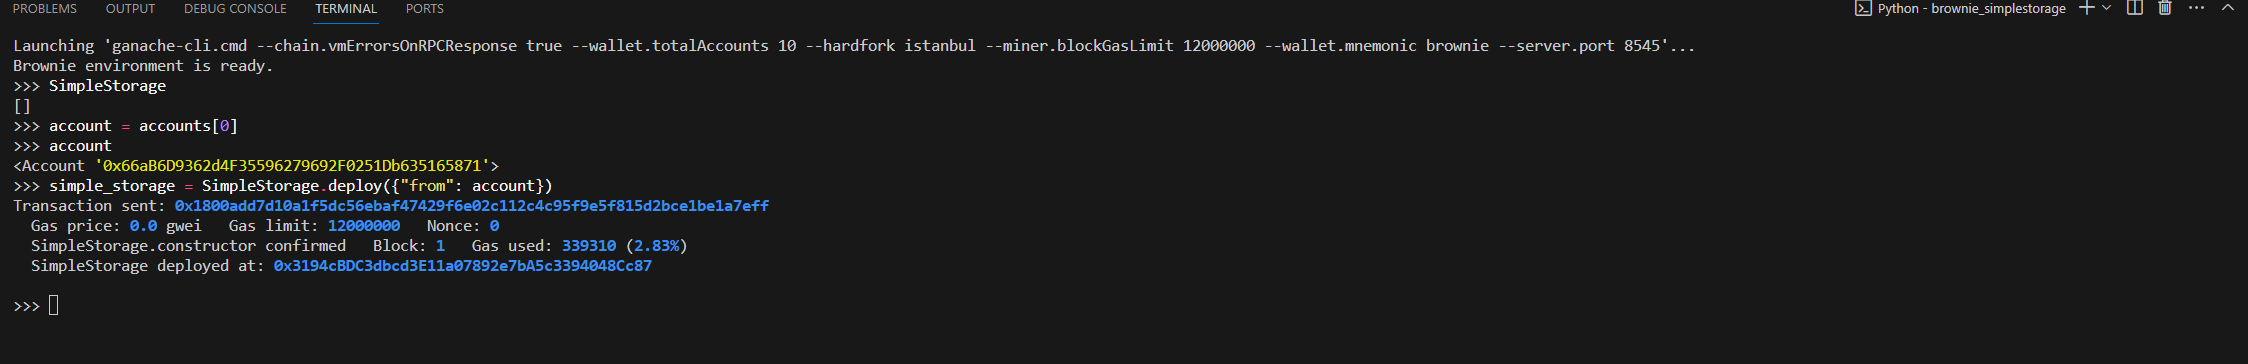 PROBLEMS OUTPUT DEBUG CONSOLE TERMINAL PORTS Python - brownie_simplestorage
Launching 'ganache-cli.cmd --chain.vmErrorsOnRPCResponse true --wallet.totalAccounts 10 --hardfork istanbul --miner.blockGasLimit 12000000 --wallet.mnemonic brownie --server.port 8545'...
Brownie environment is ready.
>>> SimpleStorage
[]
>>> account = accounts[0]
>>> account
<Account '0x66aB6D9362d4F35596279692F0251Db635165871'>
>>> simple_storage = SimpleStorage.deploy({"from": account})
Transaction sent: 0x1800add7d10a1f5dc56ebaf47429f6e02c112c4c95f9e5f815d2bce1be1a7eff
Gas price: 0.0 gwei Gas limit: 12000000 Nonce: 0
SimpleStorage.constructor confirmed Block: 1 Gas used: 339310 (2.83%)
SimpleStorage deployed at: 0x3194cBDC3dbcd3E11a07892e7bA5c3394048Cc87
>>>